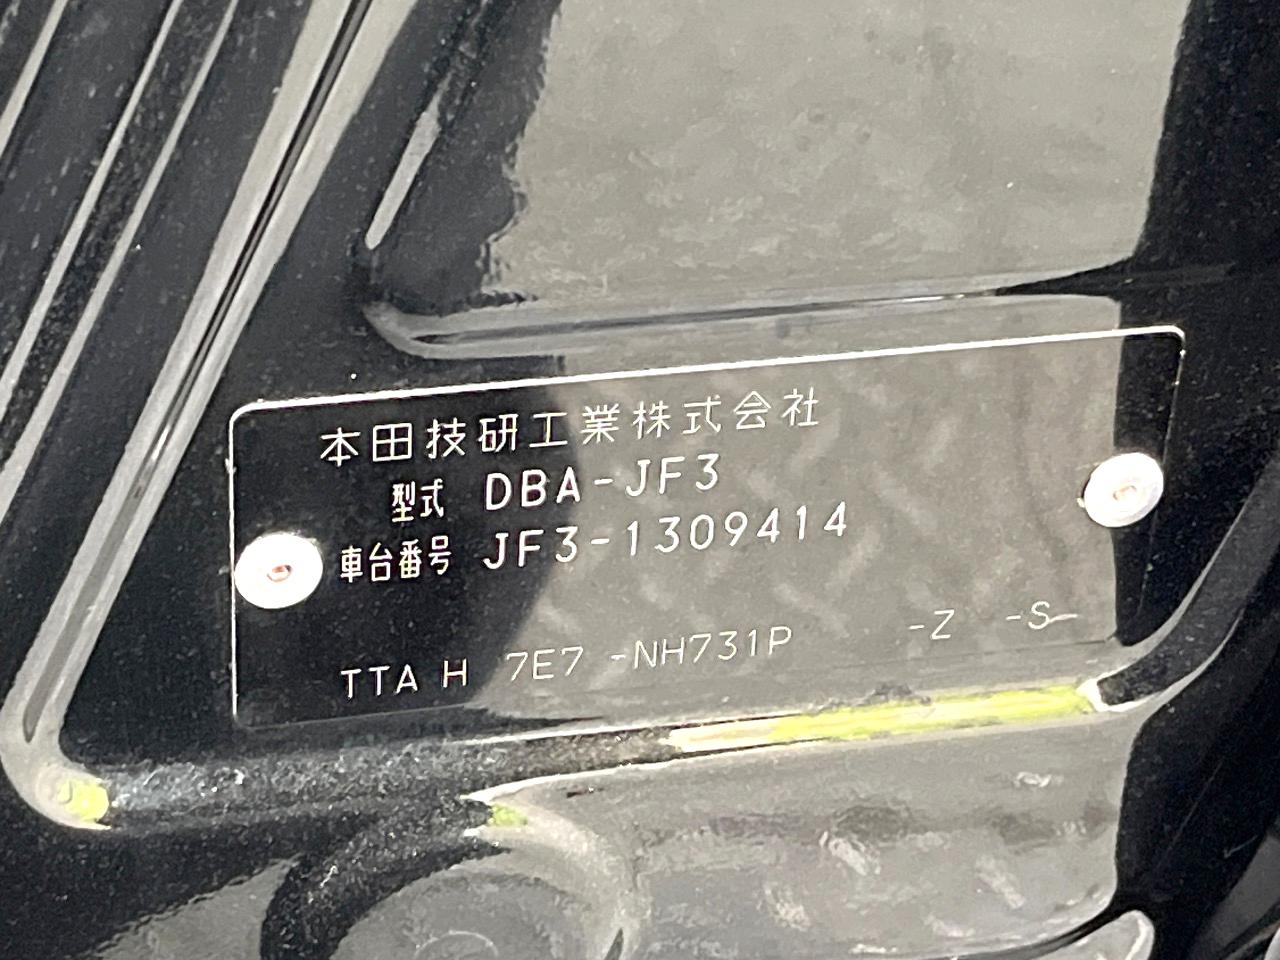 本田技研工業株式会社
型式 DBA-JF3
車台番号 JF3-1309414
TTA H 7E7 -NH731P -Z -S-